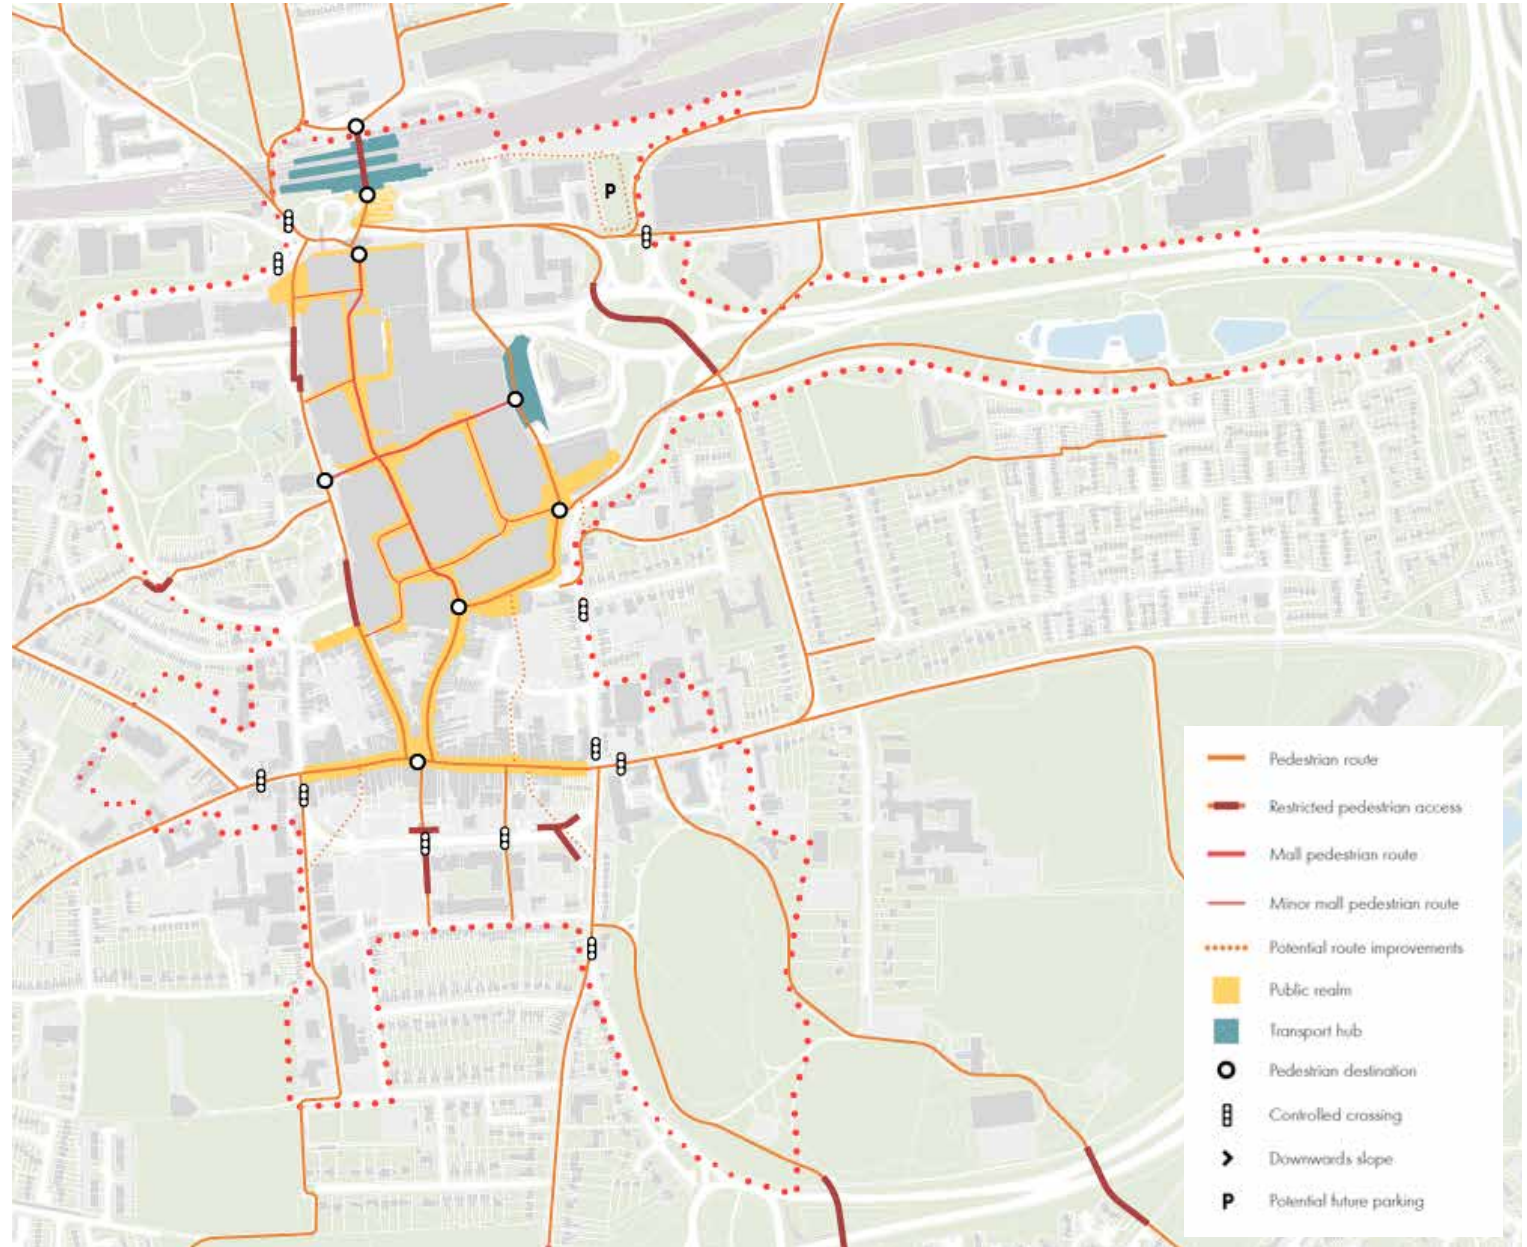 P
Pedestrian route
Restricted pedestrian access
Mall pedestrian route
Minor mall pedestrian route
Potential route improvements
Public realm
Transport hub
Pedestrian destination
Controlled crossing
Downwards slope
P Potential future parking